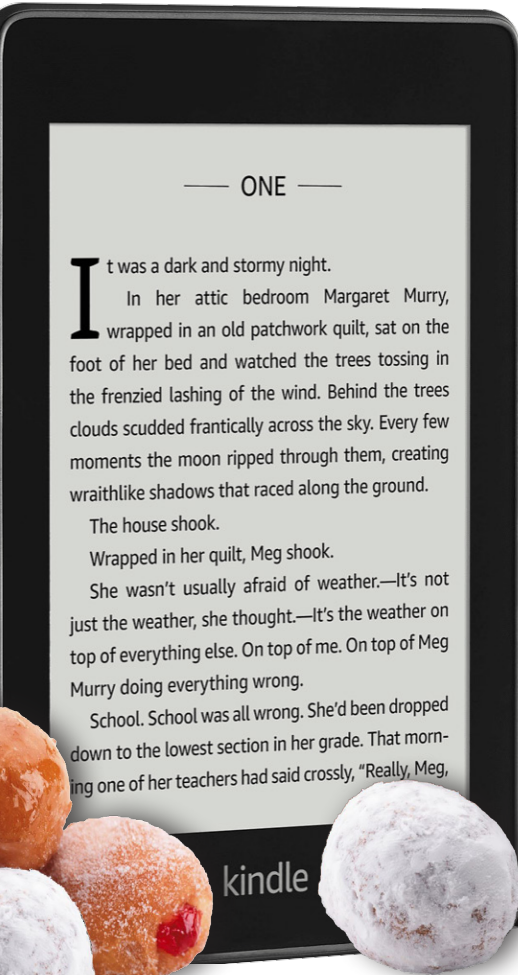 ONE
It was a dark and stormy night.
In her attic bedroom Margaret Murry,
wrapped in an old patchwork quilt, sat on the
foot of her bed and watched the trees tossing in
the frenzied lashing of the wind. Behind the trees
clouds scudded frantically across the sky. Every few
moments the moon ripped through them, creating
wraithlike shadows that raced along the ground.
The house shook.
Wrapped in her quilt, Meg shook.
She wasn’t usually afraid of weather.—It’s not
just the weather, she thought.—It’s the weather on
top of everything else. On top of me. On top of Meg
Murry doing everything wrong.
School. School was all wrong. She’d been dropped
down to the lowest section in her grade. That morn-
ing one of her teachers had said crossly, “Really, Meg,
kindle